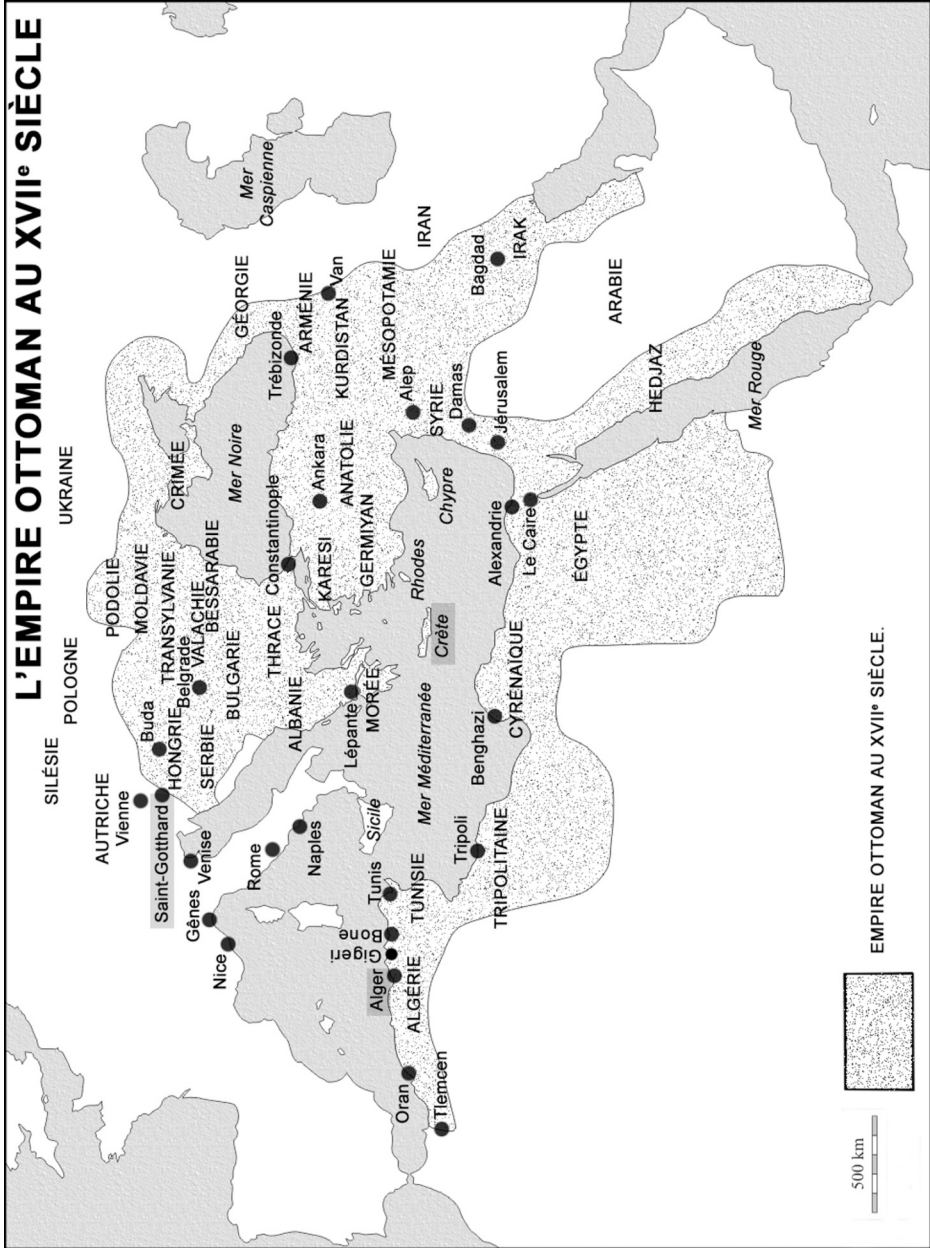 L'EMPIRE OTTOMAN AU XVIIᵉ SIÈCLE
SILÉSIE
POLOGNE
UKRAINE
AUTRICHE
Vienne
PODOLIE
MOLDAVIE
Saint-Gotthard
Buda
HONGRIE
TRANSYLVANIE
Belgrade
VALACHIE
BESSARABIE
CRIMÉE
GÉORGIE
Mer
Caspienne
Venise
SERBIE
BULGARIE
Mer Noire
Gênes
Nice
Rome
Naples
ALBANIE
THRACE
Constantinople
Trébizonde
ARMÉNIE
Van
Ankara
KARESI
ANATOLIE
KURDISTAN
Lépante
MORÉE
GERMIYAN
MÉSOPOTAMIE
IRAN
Sicile
Rhodes
Alep
Crète
Chypre
SYRIE
Damas
Bagdad
IRAK
Mer Méditerranée
Jérusalem
Alger
Gigeri
Bone
Tunis
ALGÉRIE
TUNISIE
Oran
Tlemcen
Tripoli
TRIPOLITAINE
Benghazi
CYRÉNAÏQUE
Alexandrie
Le Caire
ÉGYPTE
ARABIE
HEDJAZ
Mer Rouge
500 km
EMPIRE OTTOMAN AU XVIIᵉ SIÈCLE.